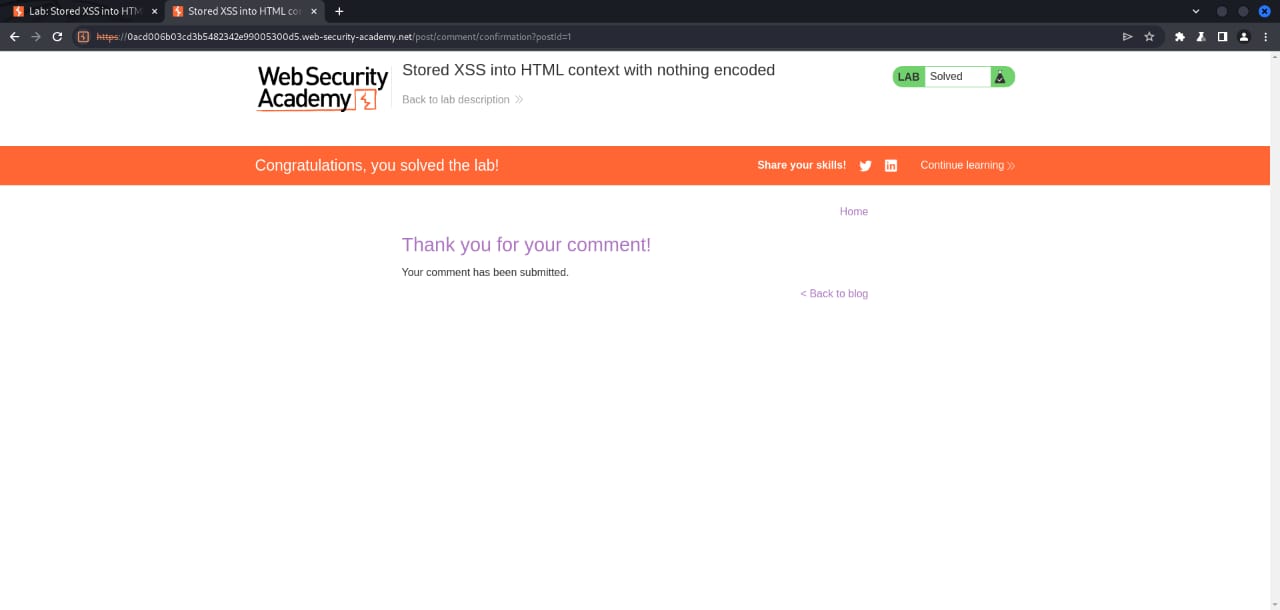 Lab: Stored XSS into HTM
Stored XSS into HTML co
https://0acd006b03cd3b5482342e99005300d5.web-security-academy.net/post/comment/confirmation?postId=1
WebSecurity
Academy
Stored XSS into HTML context with nothing encoded
Back to lab description
LAB Solved
Congratulations, you solved the lab!
Share your skills!
Continue learning
Home
Thank you for your comment!
Your comment has been submitted.
< Back to blog